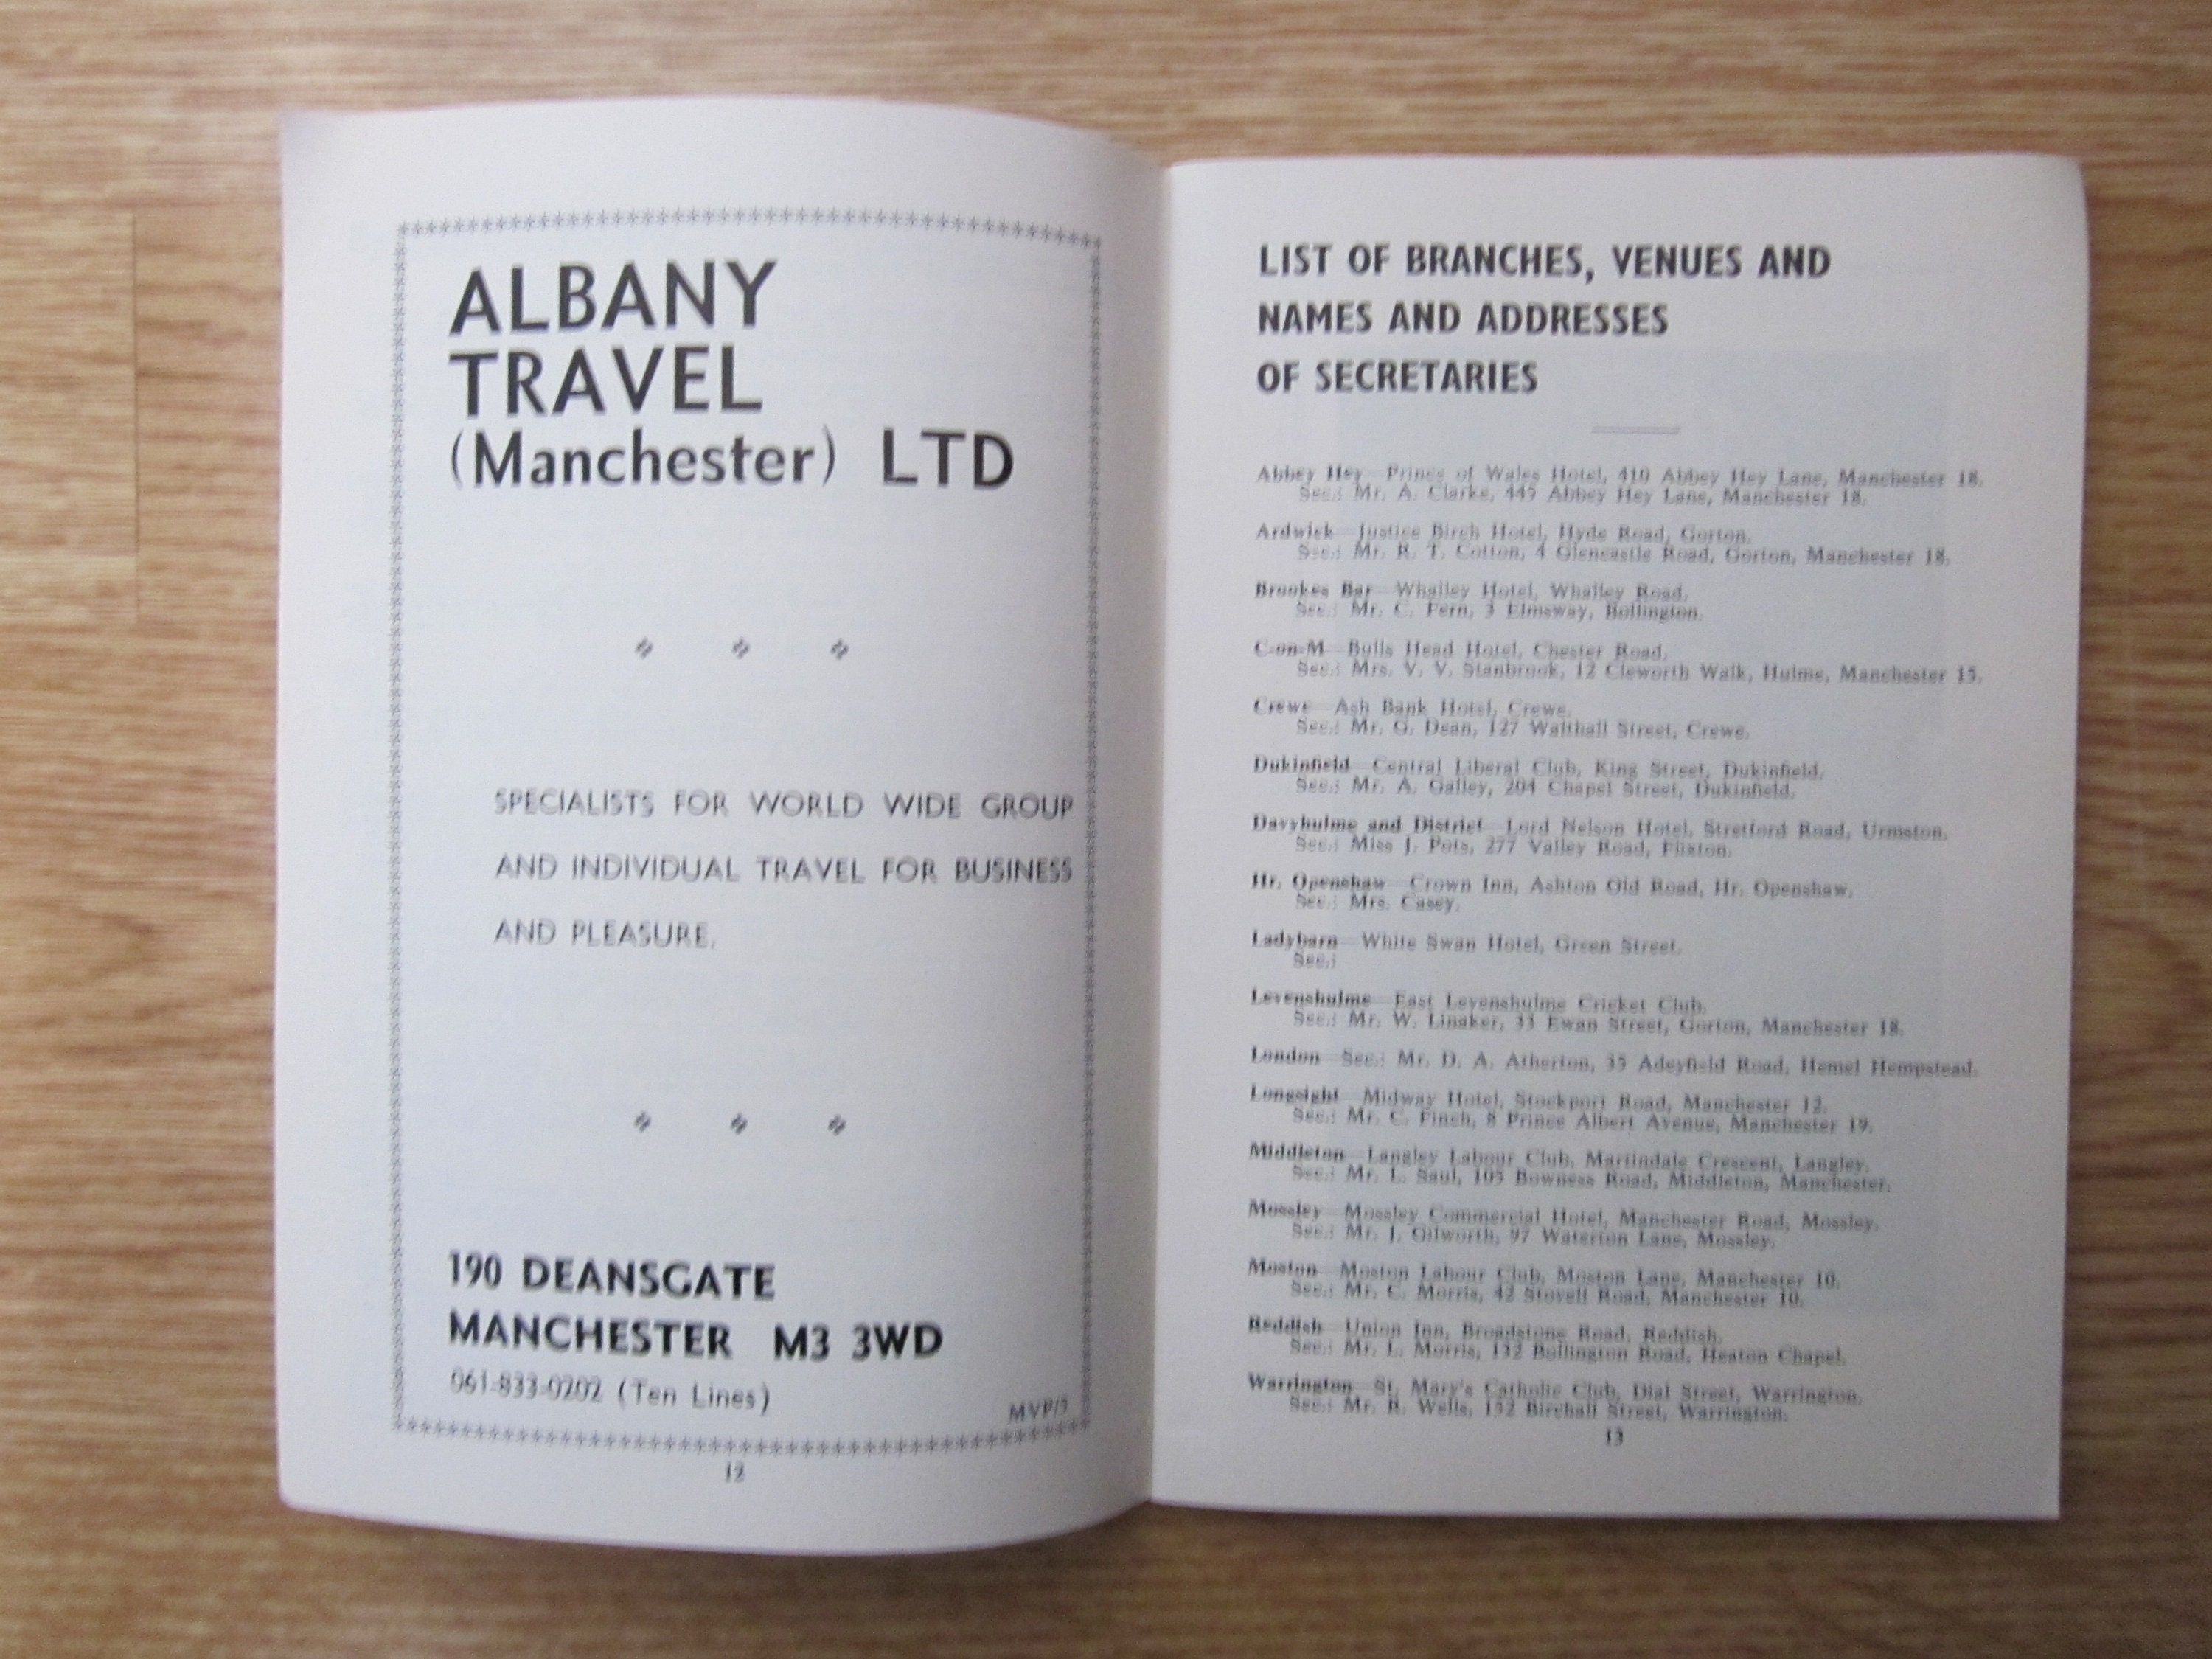 ALBANY
TRAVEL
(Manchester) LTD
SPECIALISTS FOR WORLD WIDE GROUP
AND INDIVIDUAL TRAVEL FOR BUSINESS
AND PLEASURE.
190 DEANSGATE
MANCHESTER M3 3WD
061-833-0202 (Ten Lines)
MVP/5
12
LIST OF BRANCHES, VENUES AND
NAMES AND ADDRESSES
OF SECRETARIES
Abbey Hey—Prince of Wales Hotel, 410 Abbey Hey Lane, Manchester 18.
Sec.: Mr. A. Clarke, 445 Abbey Hey Lane, Manchester 18.
Ardwick—Justice Birch Hotel, Hyde Road, Gorton.
Sec.: Mr. R. T. Cotton, 4 Glencastle Road, Gorton, Manchester 18.
Brookes Bar—Whalley Hotel, Whalley Road.
Sec.: Mr. C. Fern, 3 Elmsway, Bollington.
C-on-M—Bulls Head Hotel, Chester Road.
Sec.: Mrs. V. V. Stanbrook, 12 Cleworth Walk, Hulme, Manchester 15.
Crewe—Ash Bank Hotel, Crewe.
Sec.: Mr. G. Dean, 127 Walthall Street, Crewe.
Dukinfield—Central Liberal Club, King Street, Dukinfield.
Sec.: Mr. A. Galley, 204 Chapel Street, Dukinfield.
Davyhulme and District—Lord Nelson Hotel, Stretford Road, Urmston.
Sec.: Miss J. Pots, 277 Valley Road, Flixton.
Hr. Openshaw—Crown Inn, Ashton Old Road, Hr. Openshaw.
Sec.: Mrs. Casey.
Ladybarn—White Swan Hotel, Green Street.
Sec.:
Levenshulme—East Levenshulme Cricket Club.
Sec.: Mr. W. Linaker, 33 Ewan Street, Gorton, Manchester 18.
London—Sec.: Mr. D. A. Atherton, 35 Adeyfield Road, Hemel Hempstead.
Longsight—Midway Hotel, Stockport Road, Manchester 12.
Sec.: Mr. C. Finch, 8 Prince Albert Avenue, Manchester 19.
Middleton—Langley Labour Club, Martindale Crescent, Langley.
Sec.: Mr. L. Saul, 105 Bowness Road, Middleton, Manchester.
Mossley—Mossley Commercial Hotel, Manchester Road, Mossley.
Sec.: Mr. J. Gilworth, 97 Waterton Lane, Mossley.
Moston—Moston Labour Club, Moston Lane, Manchester 10.
Sec.: Mr. C. Morris, 42 Stovell Road, Manchester 10.
Reddish—Union Inn, Broadstone Road, Reddish.
Sec.: Mr. L. Morris, 132 Bollington Road, Heaton Chapel.
Warrington—St. Mary's Catholic Club, Dial Street, Warrington.
Sec.: Mr. R. Wells, 152 Birchall Street, Warrington.
13